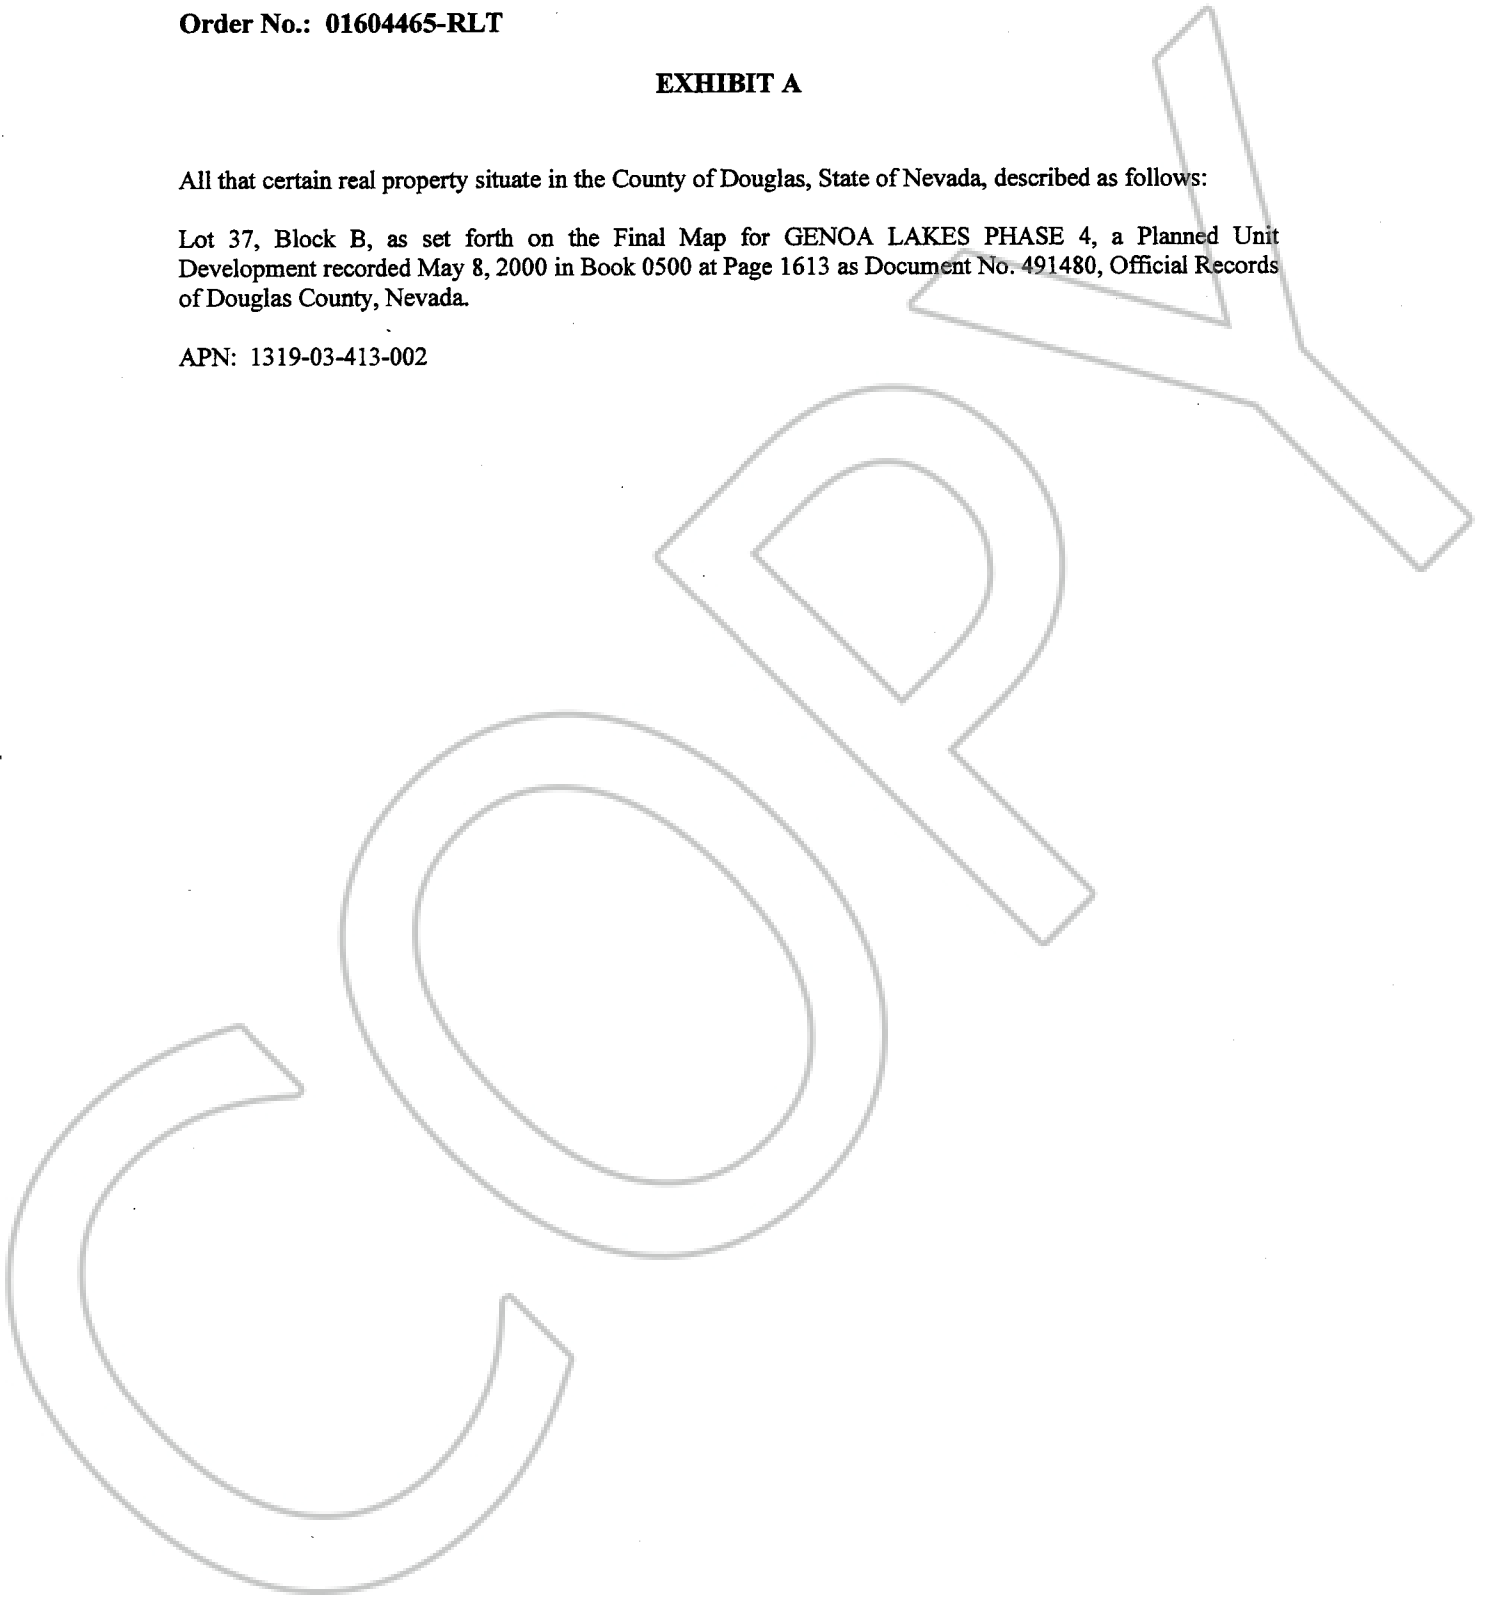 Order No.: 01604465-RLT
EXHIBIT A
All that certain real property situate in the County of Douglas, State of Nevada, described as follows:
Lot 37, Block B, as set forth on the Final Map for GENOA LAKES PHASE 4, a Planned Unit
Development recorded May 8, 2000 in Book 0500 at Page 1613 as Document No. 491480, Official Records
of Douglas County, Nevada.
APN: 1319-03-413-002
COPY